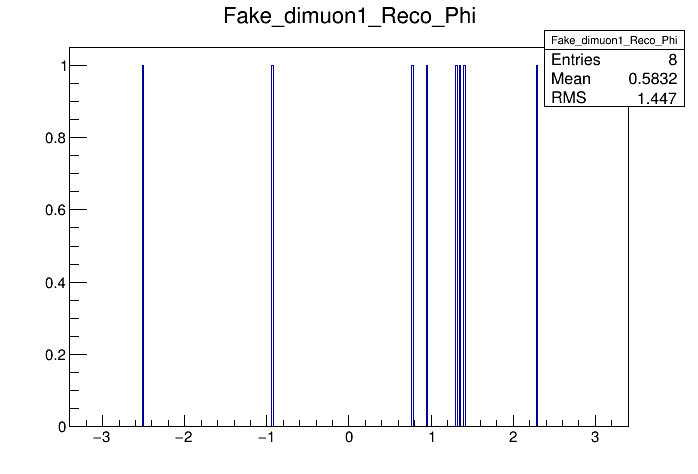 Fake_dimuon1_Reco_Phi
Fake_dimuon1_Reco_Phi
Entries 8
Mean 0.5832
RMS 1.447
1
0.8
0.6
0.4
0.2
0
−3 −2 −1 0 1 2 3